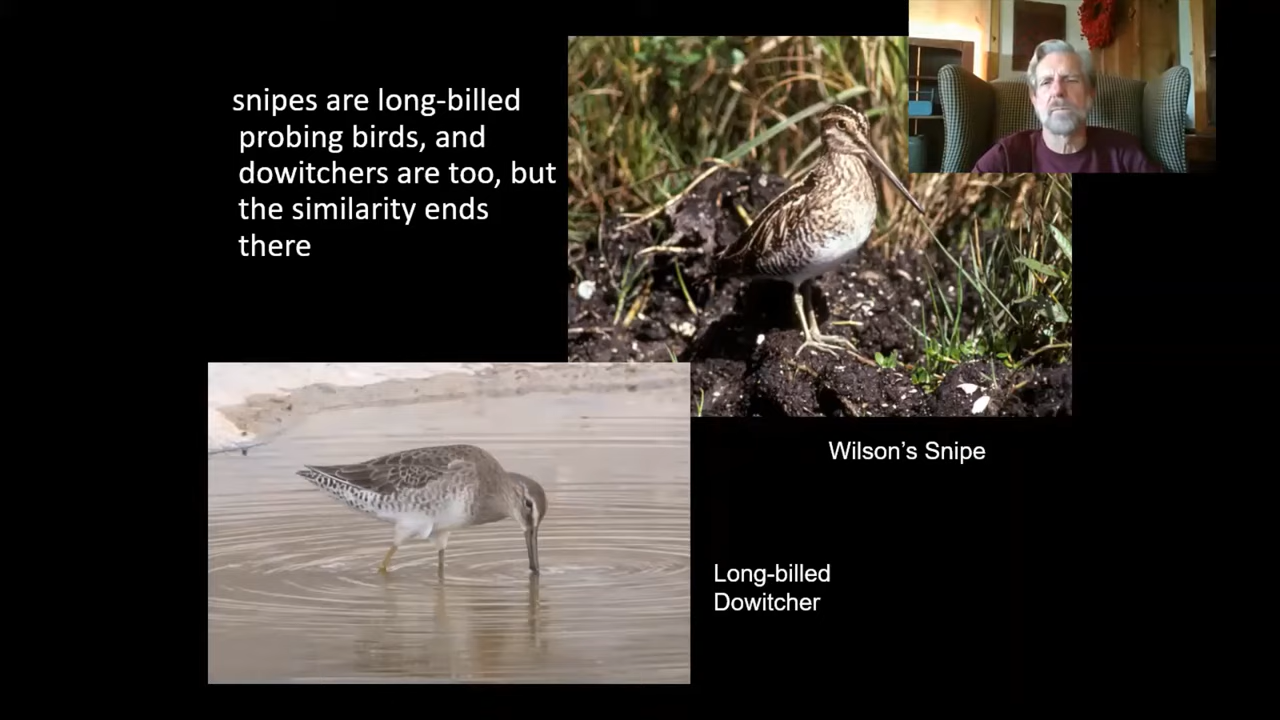 snipes are long-billed
probing birds, and
dowitchers are too, but
the similarity ends
there
Wilson’s Snipe
Long-billed
Dowitcher